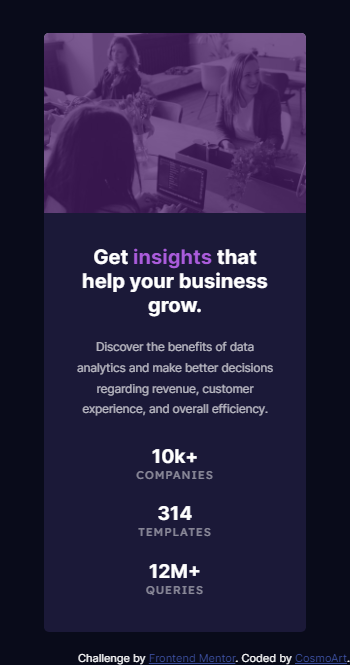 Get insights that
help your business
grow.
Discover the benefits of data
analytics and make better decisions
regarding revenue, customer
experience, and overall efficiency.
10k+
COMPANIES
314
TEMPLATES
12M+
QUERIES
Challenge by Frontend Mentor. Coded by CosmoArt.